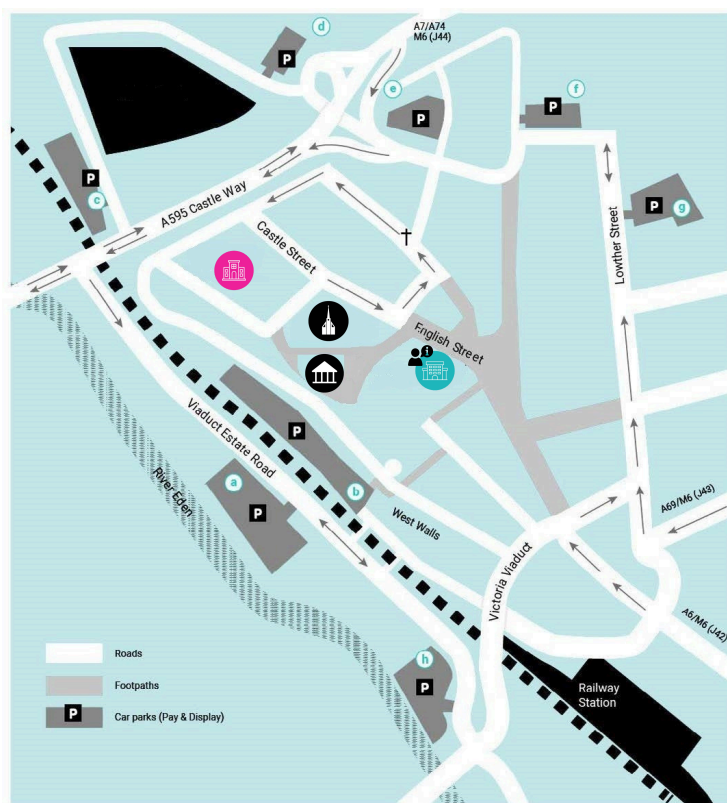 A7/A74
M6 (J44)
d
P
e
P
f
P
P
c
A595 Castle Way
Castle Street
P
g
Lowther Street
English Street
i
P
b
Viaduct Estate Road
a
P
River Eden
West Walls
A69/M6 (J43)
Victoria Viaduct
A6/M6 (J42)
h
P
Railway
Station
Roads
Footpaths
P
Car parks (Pay & Display)